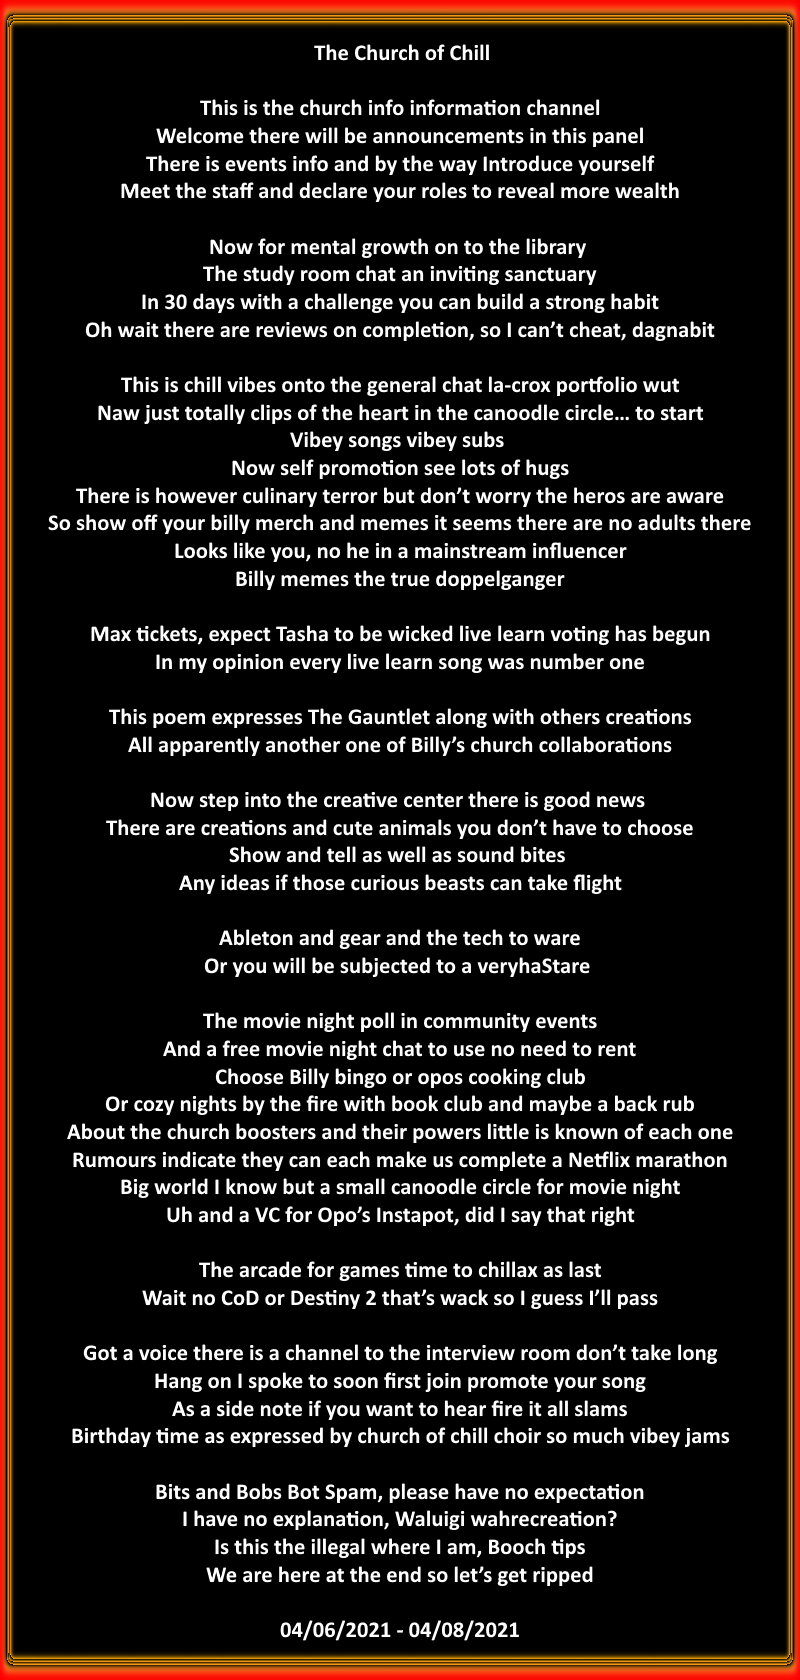 The Church of Chill
This is the church info information channel
Welcome there will be announcements in this panel
There is events info and by the way Introduce yourself
Meet the staff and declare your roles to reveal more wealth
Now for mental growth on to the library
The study room chat an inviting sanctuary
In 30 days with a challenge you can build a strong habit
Oh wait there are reviews on completion, so I can't cheat, dagnabit
This is chill vibes onto the general chat la-crox portfolio wut
Naw just totally clips of the heart in the canoodle circle... to start
Vibey songs vibey subs
Now self promotion see lots of hugs
There is however culinary terror but don't worry the heros are aware
So show off your billy merch and memes it seems there are no adults there
Looks like you, no he in a mainstream influencer
Billy memes the true doppelganger
Max tickets, expect Tasha to be wicked live learn voting has begun
In my opinion every live learn song was number one
This poem expresses The Gauntlet along with others creations
All apparently another one of Billy's church collaborations
Now step into the creative center there is good news
There are creations and cute animals you don't have to choose
Show and tell as well as sound bites
Any ideas if those curious beasts can take flight
Ableton and gear and the tech to ware
Or you will be subjected to a veryhaStare
The movie night poll in community events
And a free movie night chat to use no need to rent
Choose Billy bingo or opos cooking club
Or cozy nights by the fire with book club and maybe a back rub
About the church boosters and their powers little is known of each one
Rumours indicate they can each make us complete a Netflix marathon
Big world I know but a small canoodle circle for movie night
Uh and a VC for Opo's Instapot, did I say that right
The arcade for games time to chillax as last
Wait no CoD or Destiny 2 that's wack so I guess I'll pass
Got a voice there is a channel to the interview room don't take long
Hang on I spoke to soon first join promote your song
As a side note if you want to hear fire it all slams
Birthday time as expressed by church of chill choir so much vibey jams
Bits and Bobs Bot Spam, please have no expectation
I have no explanation, Waluigi wahrecreation?
Is this the illegal where I am, Booch tips
We are here at the end so let's get ripped
04/06/2021 - 04/08/2021